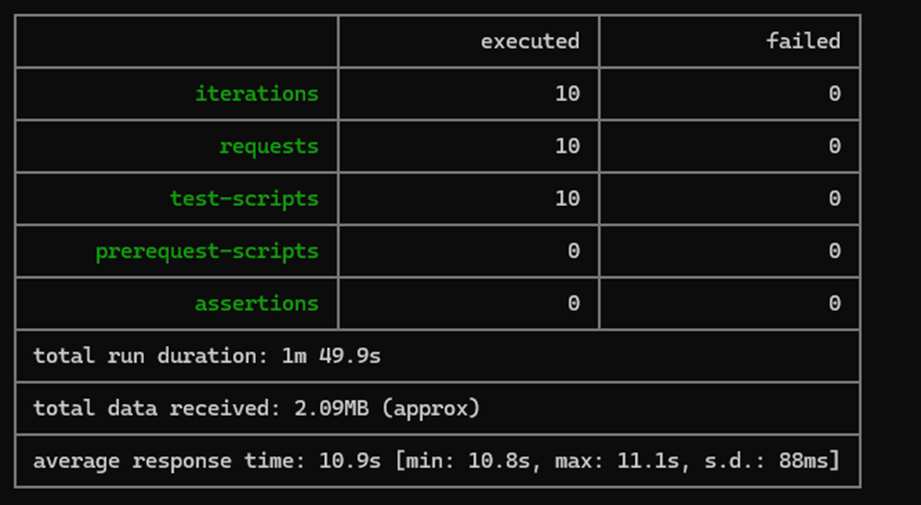 executed failed
iterations 10 0
requests 10 0
test-scripts 10 0
prerequest-scripts 0 0
assertions 0 0
total run duration: 1m 49.9s
total data received: 2.09MB (approx)
average response time: 10.9s [min: 10.8s, max: 11.1s, s.d.: 88ms]